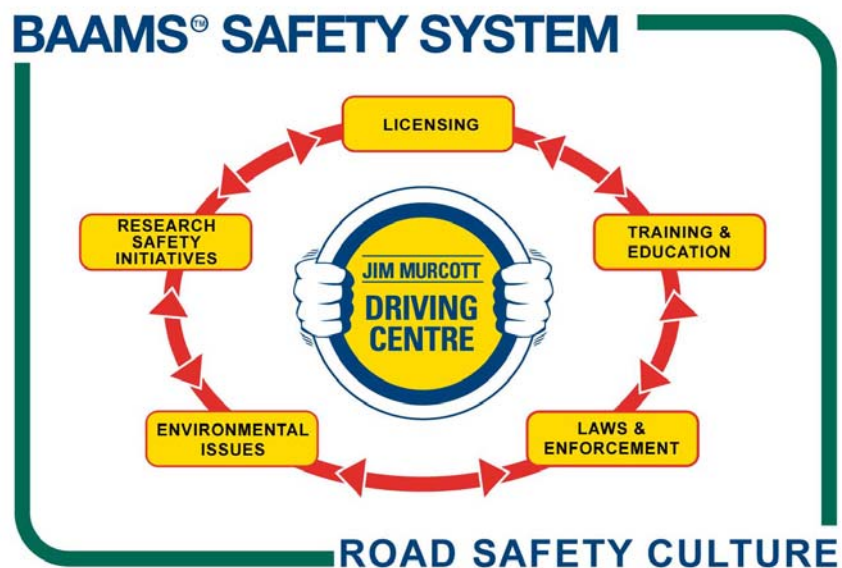 BAAMS™ SAFETY SYSTEM
LICENSING
RESEARCH
SAFETY
INITIATIVES
TRAINING &
EDUCATION
JIM MURCOTT
DRIVING
CENTRE
ENVIRONMENTAL
ISSUES
LAWS &
ENFORCEMENT
ROAD SAFETY CULTURE